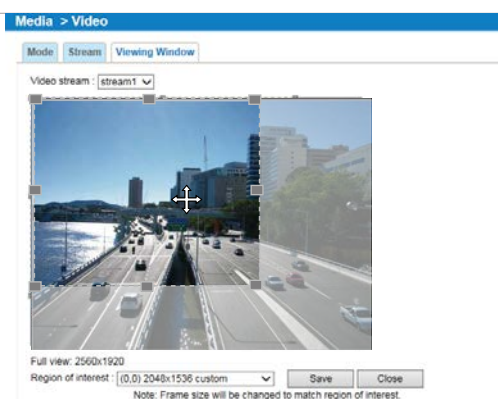 Media > Video
Mode Stream Viewing Window
Video stream : stream1
Full view: 2560x1920
Region of interest : (0,0) 2048x1536 custom Save Close
Note: Frame size will be changed to match region of interest.